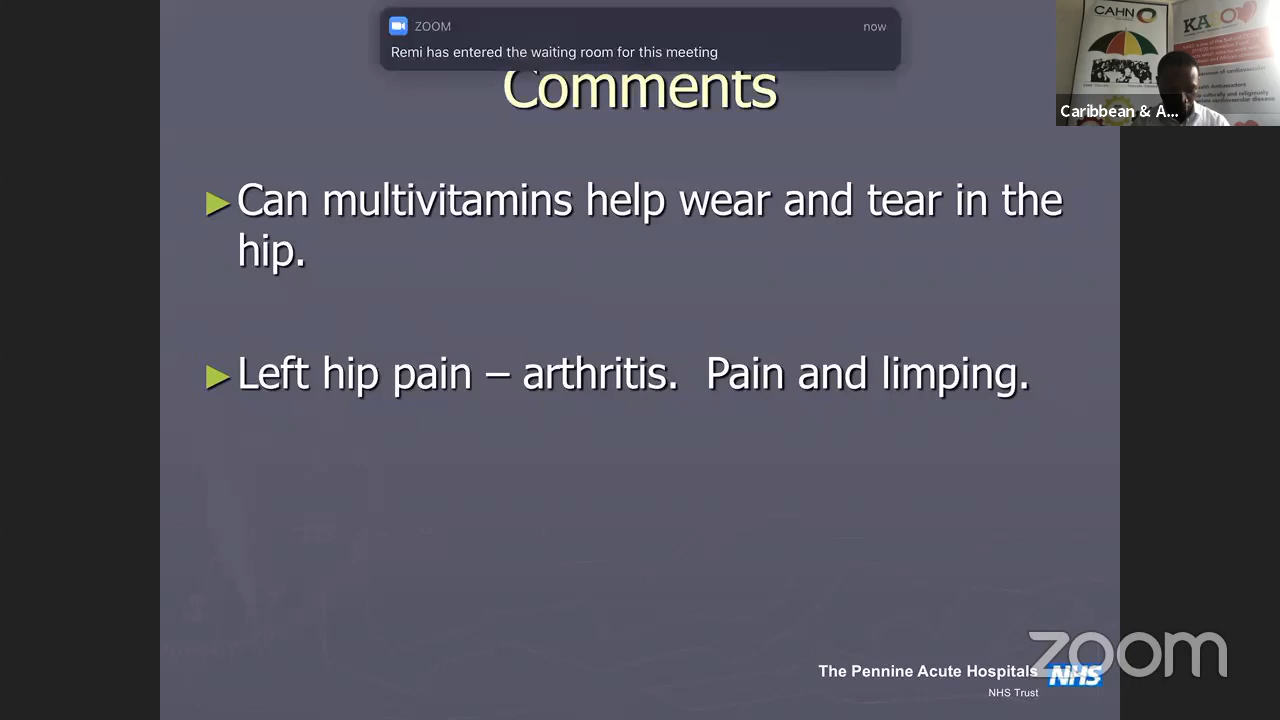 ZOOM
now
Remi has entered the waiting room for this meeting
Comments
CAHN
KA
Caribbean & A...
►Can multivitamins help wear and tear in the
hip.
►Left hip pain – arthritis. Pain and limping.
zoom
The Pennine Acute Hospitals
NHS
NHS Trust